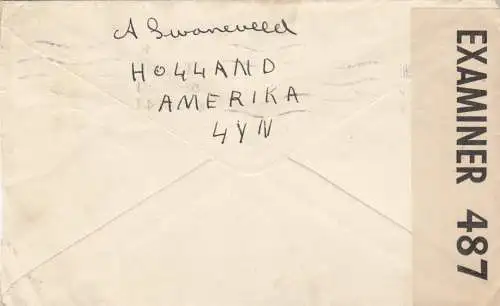 A Swaneveld
HOLLAND
AMERIKA
LYN
EXAMINER 487